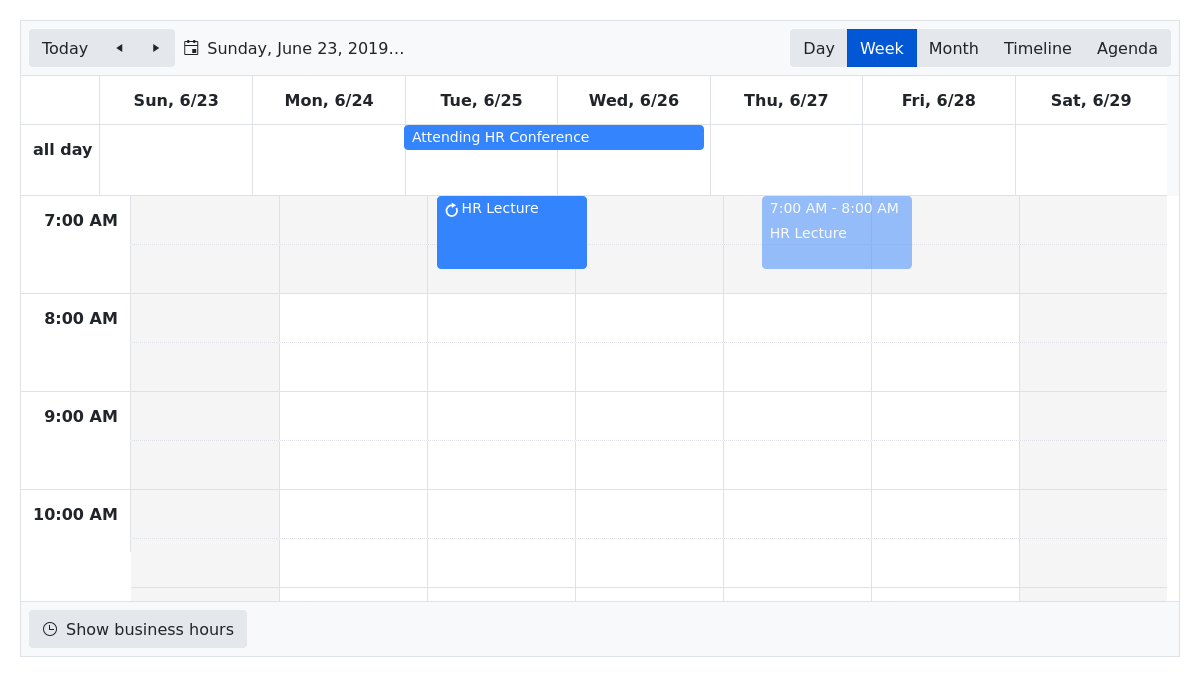 Today
Sunday, June 23, 2019...
Day Week Month Timeline Agenda
Sun, 6/23 Mon, 6/24 Tue, 6/25 Wed, 6/26 Thu, 6/27 Fri, 6/28 Sat, 6/29
all day
Attending HR Conference
7:00 AM
HR Lecture
7:00 AM - 8:00 AM
HR Lecture
8:00 AM
9:00 AM
10:00 AM
Show business hours